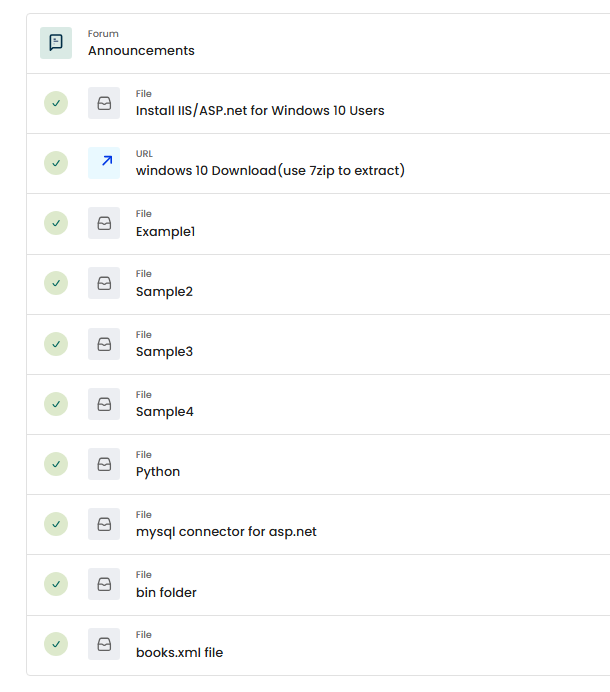 Forum
Announcements
File
Install IIS/ASP.net for Windows 10 Users
URL
windows 10 Download(use 7zip to extract)
File
Example1
File
Sample2
File
Sample3
File
Sample4
File
Python
File
mysql connector for asp.net
File
bin folder
File
books.xml file